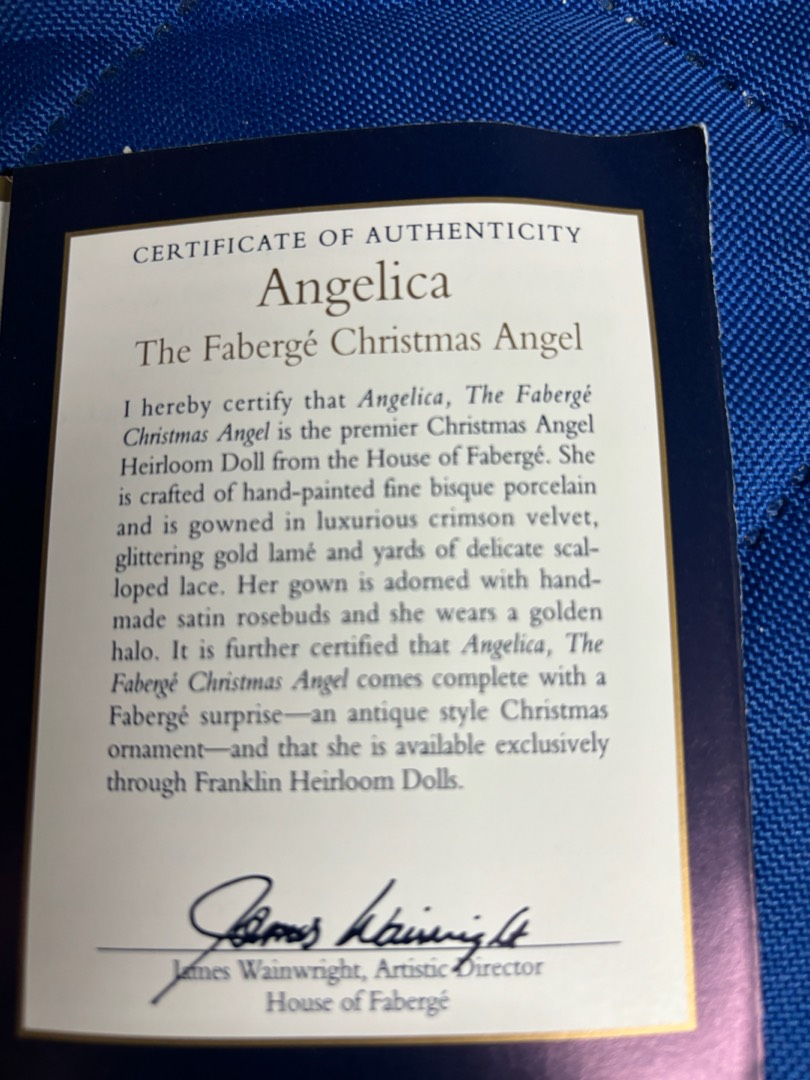 CERTIFICATE OF AUTHENTICITY
Angelica
The Fabergé Christmas Angel
I hereby certify that Angelica, The Fabergé
Christmas Angel is the premier Christmas Angel
Heirloom Doll from the House of Fabergé. She
is crafted of hand-painted fine bisque porcelain
and is gowned in luxurious crimson velvet,
glittering gold lamé and yards of delicate scal-
loped lace. Her gown is adorned with hand-
made satin rosebuds and she wears a golden
halo. It is further certified that Angelica, The
Fabergé Christmas Angel comes complete with a
Fabergé surprise—an antique style Christmas
ornament—and that she is available exclusively
through Franklin Heirloom Dolls.
James Wainwright
James Wainwright, Artistic Director
House of Fabergé